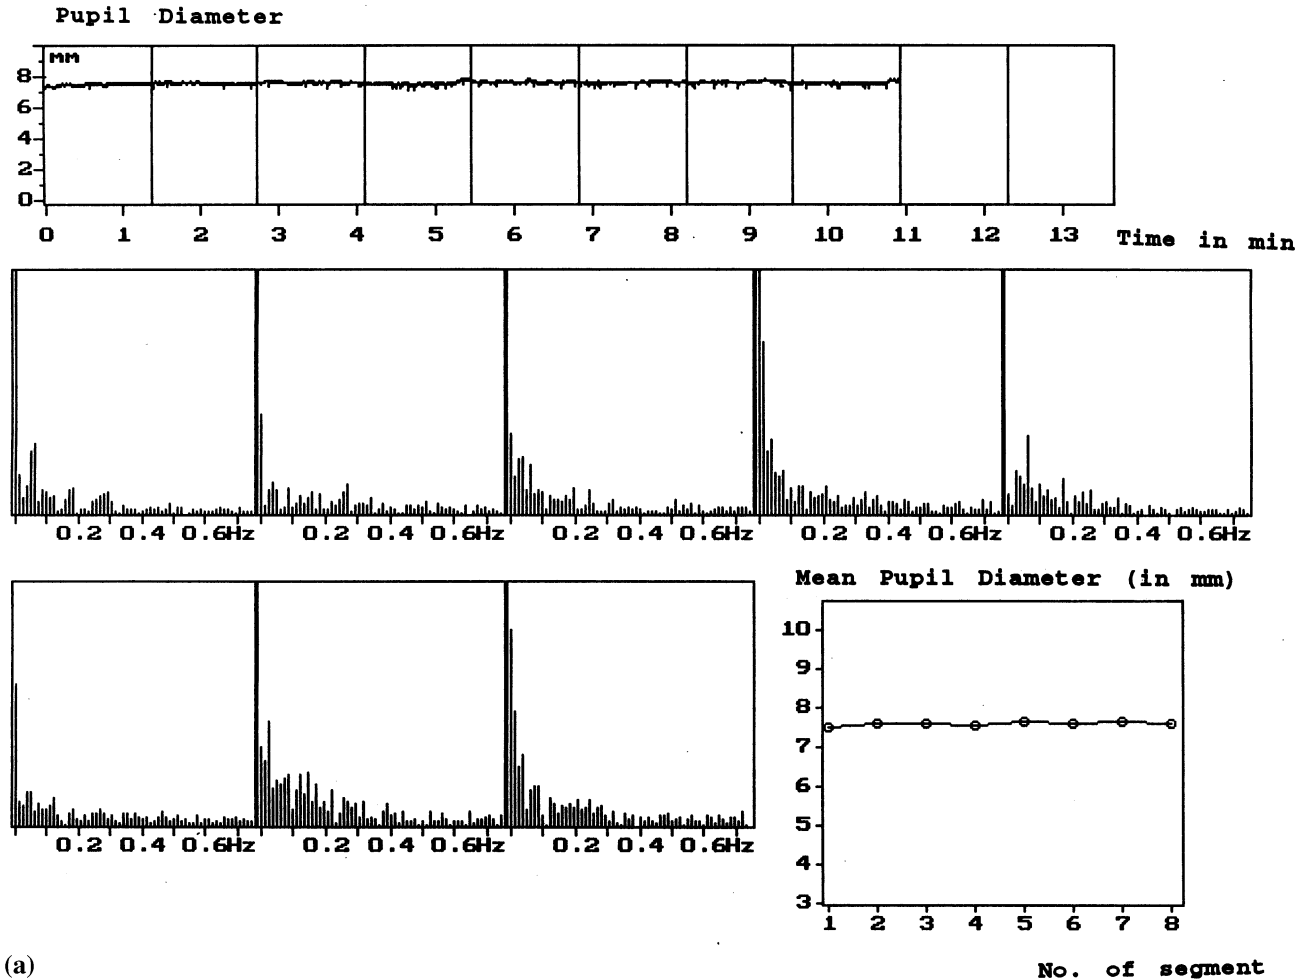 Pupil Diameter
MM
8
6
4
2
0
0 1 2 3 4 5 6 7 8 9 10 11 12 13 Time in min
0.2 0.4 0.6Hz 0.2 0.4 0.6Hz 0.2 0.4 0.6Hz 0.2 0.4 0.6Hz 0.2 0.4 0.6Hz
0.2 0.4 0.6Hz 0.2 0.4 0.6Hz 0.2 0.4 0.6Hz
Mean Pupil Diameter (in mm)
10
9
8
7
6
5
4
3
1 2 3 4 5 6 7 8
No. of segment
(a)